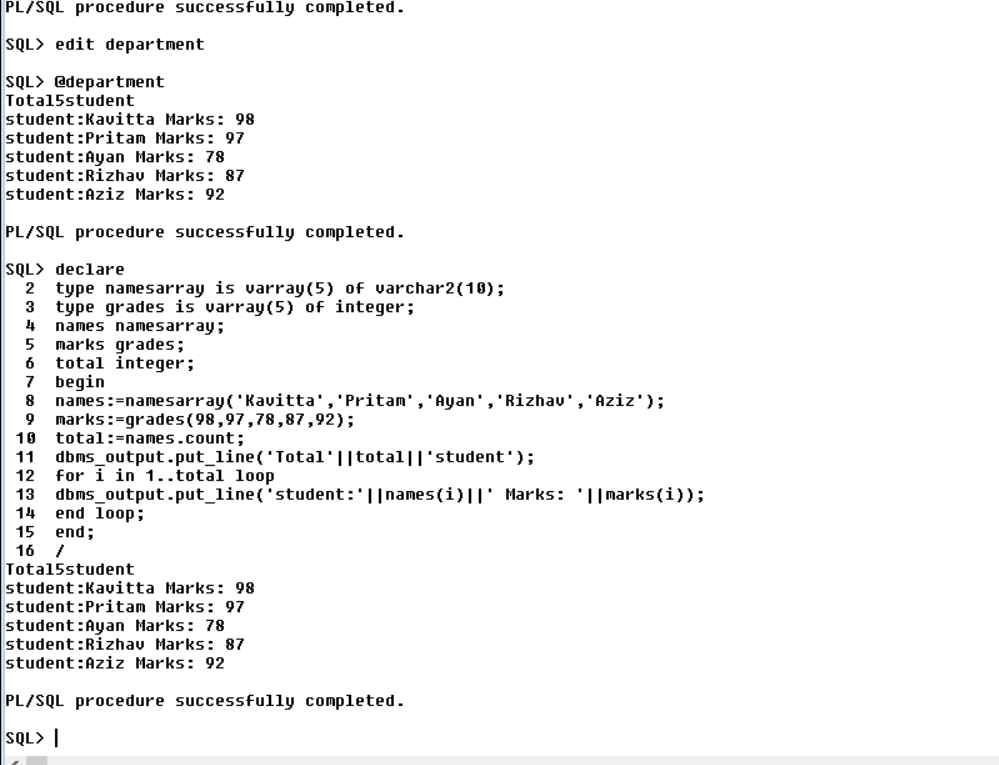 PL/SQL procedure successfully completed.
SQL> edit department
SQL> @department
Total5student
student:Kavitta Marks: 98
student:Pritam Marks: 97
student:Ayan Marks: 78
student:Rizhav Marks: 87
student:Aziz Marks: 92
PL/SQL procedure successfully completed.
SQL> declare
2 type namesarray is varray(5) of varchar2(10);
3 type grades is varray(5) of integer;
4 names namesarray;
5 marks grades;
6 total integer;
7 begin
8 names:=namesarray('Kavitta','Pritam','Ayan','Rizhav','Aziz');
9 marks:=grades(98,97,78,87,92);
10 total:=names.count;
11 dbms_output.put_line('Total'||total||'student');
12 for i in 1..total loop
13 dbms_output.put_line('student:'||names(i)||' Marks: '||marks(i));
14 end loop;
15 end;
16 /
Total5student
student:Kavitta Marks: 98
student:Pritam Marks: 97
student:Ayan Marks: 78
student:Rizhav Marks: 87
student:Aziz Marks: 92
PL/SQL procedure successfully completed.
SQL>